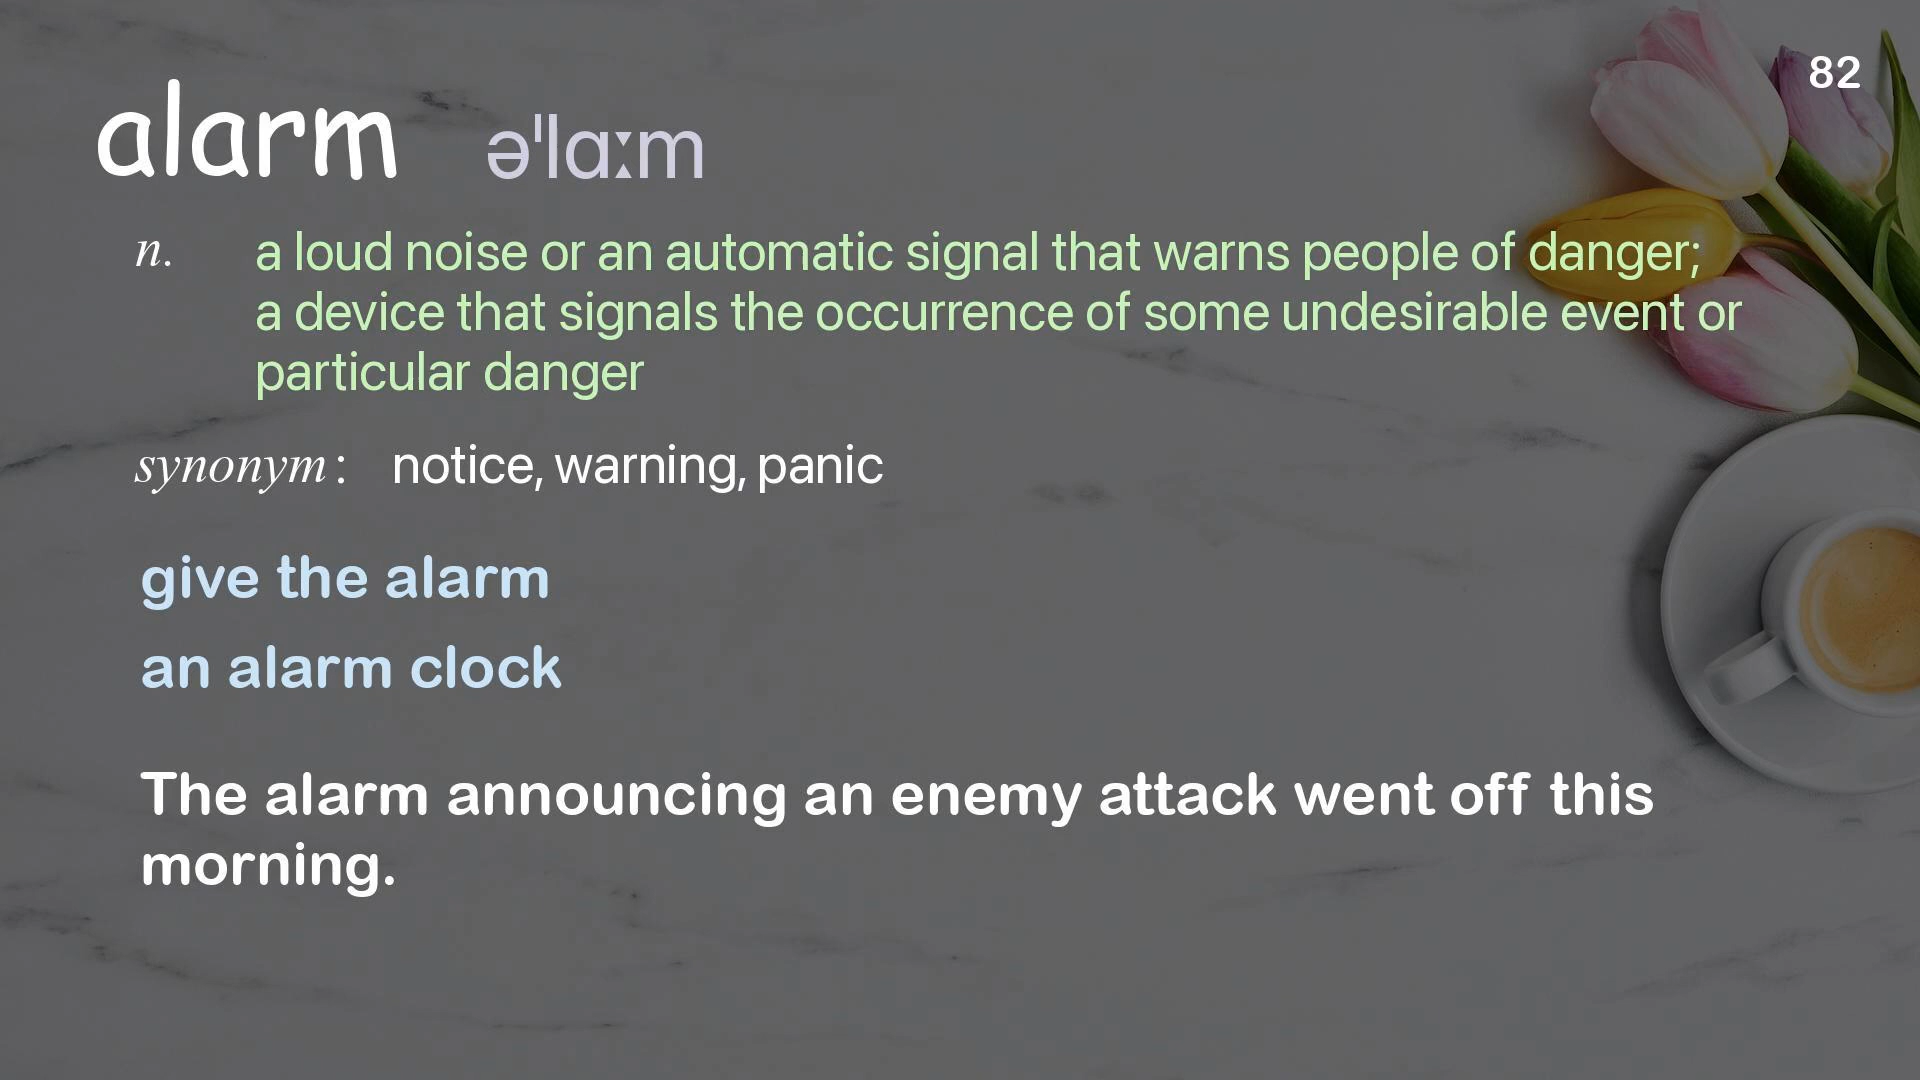 82
alarm əˈlɑːm
n. a loud noise or an automatic signal that warns people of danger;
a device that signals the occurrence of some undesirable event or
particular danger
synonym : notice, warning, panic
give the alarm
an alarm clock
The alarm announcing an enemy attack went off this
morning.